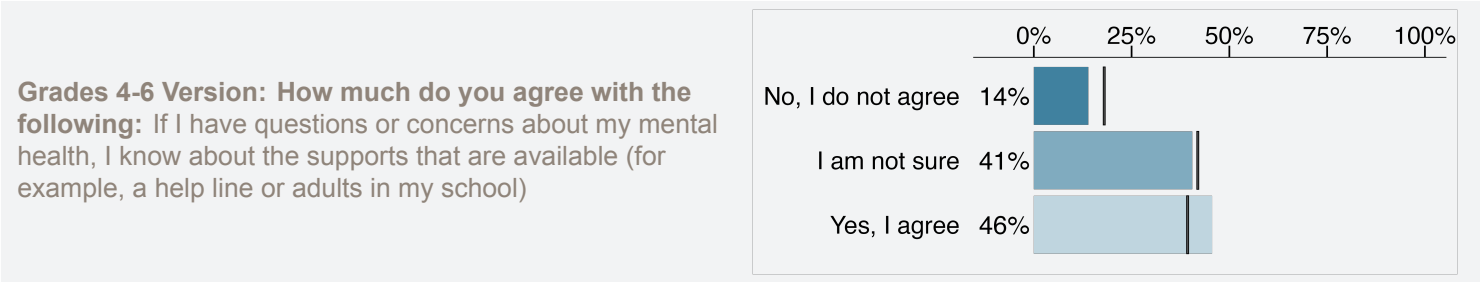 Grades 4-6 Version: How much do you agree with the
following: If I have questions or concerns about my mental
health, I know about the supports that are available (for
example, a help line or adults in my school)
0% 25% 50% 75% 100%
No, I do not agree 14%
I am not sure 41%
Yes, I agree 46%